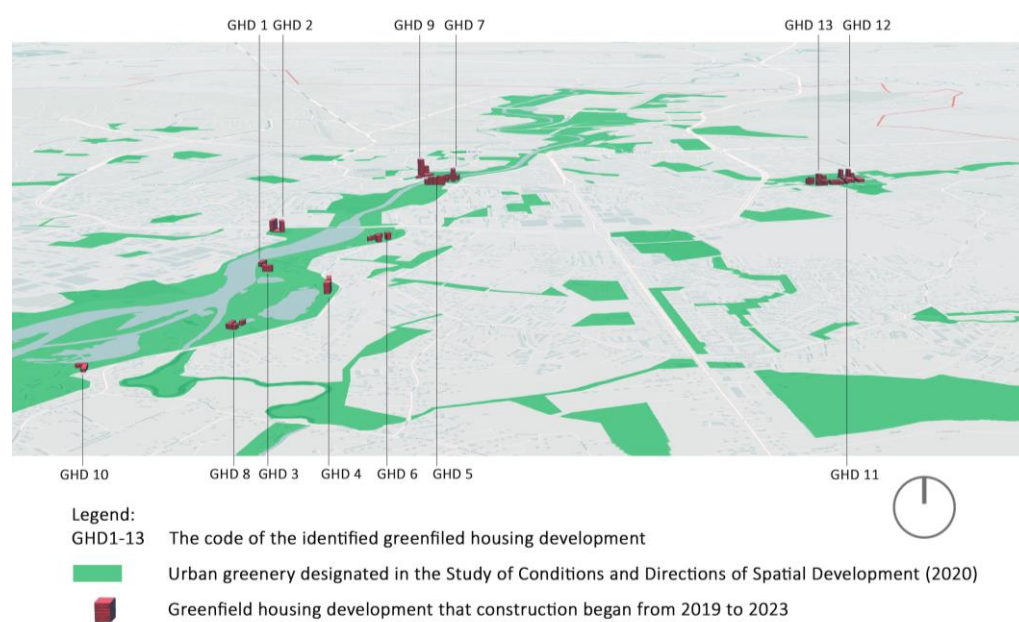 GHD 1 GHD 2 GHD 9 GHD 7 GHD 13 GHD 12
GHD 10 GHD 8 GHD 3 GHD 4 GHD 6 GHD 5 GHD 11
Legend:
GHD1-13 The code of the identified greenfiled housing development
Urban greenery designated in the Study of Conditions and Directions of Spatial Development (2020)
Greenfield housing development that construction began from 2019 to 2023